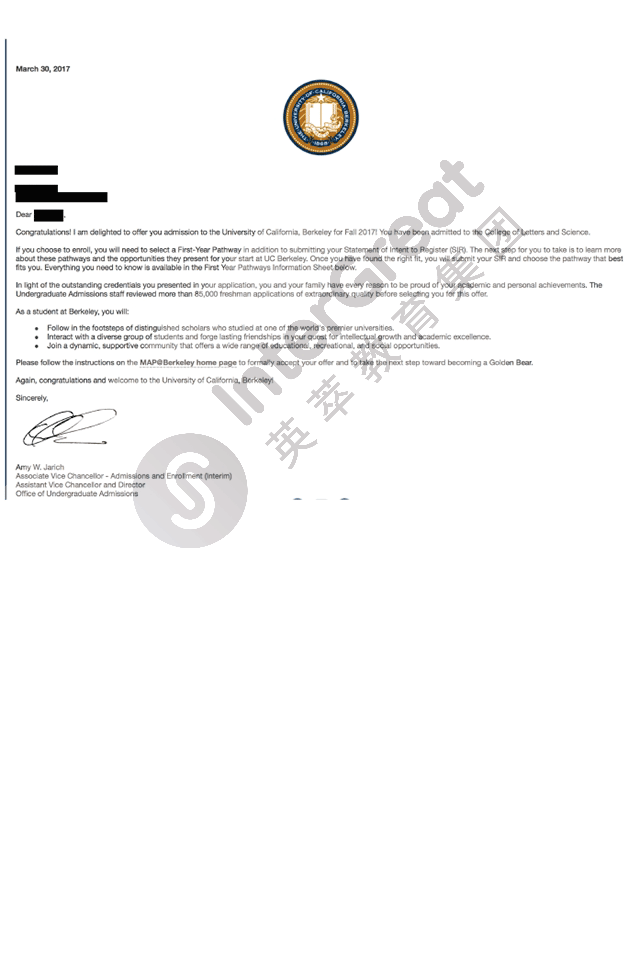 March 30, 2017
THE UNIVERSITY OF CALIFORNIA BERKELEY
1868
Dear
Congratulations! I am delighted to offer you admission to the University of California, Berkeley for Fall 2017! You have been admitted to the College of Letters and Science.
If you choose to enroll, you will need to select a First-Year Pathway in addition to submitting your Statement of Intent to Register (SIR). The next step for you to take is to learn more
about these pathways and the opportunities they present for your start at UC Berkeley. Once you have found the right fit, you will submit your SIR and choose the pathway that best
fits you. Everything you need to know is available in the First Year Pathways Information Sheet below.
In light of the outstanding credentials you presented in your application, you and your family have every reason to be proud of your academic and personal achievements. The
Undergraduate Admissions staff reviewed more than 85,000 freshman applications of extraordinary quality before selecting you for this offer.
As a student at Berkeley, you will:
• Follow in the footsteps of distinguished scholars who studied at one of the world's premier universities.
• Interact with a diverse group of students and forge lasting friendships in your quest for intellectual growth and academic excellence.
• Join a dynamic, supportive community that offers a wide range of educational, recreational, and social opportunities.
Please follow the instructions on the MAP@Berkeley home page to formally accept your offer and to take the next step toward becoming a Golden Bear.
Again, congratulations and welcome to the University of California, Berkeley!
Sincerely,
Amy W. Jarich
Associate Vice Chancellor - Admissions and Enrollment (Interim)
Assistant Vice Chancellor and Director
Office of Undergraduate Admissions
InterGreat
英萃教育集团